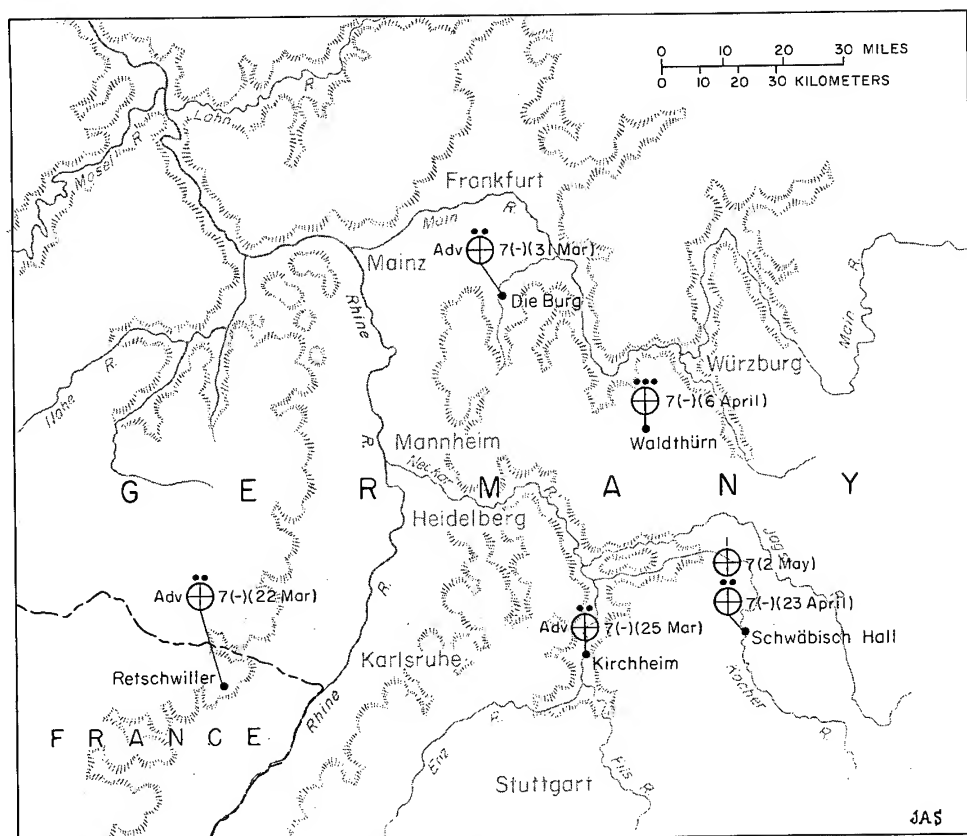 0 10 20 30 MILES
0 10 20 30 KILOMETERS
Lahn R.
Mosel R.
Frankfurt
Main R.
Adv 7(-)(31 Mar)
Mainz
Rhine R.
Die Burg
Main R.
Würzburg
Nahe R.
7(-)(6 April)
Waldthürn
Mannheim
Neckar R.
GERMANY
Heidelberg
Jagst
7(2 May)
Adv 7(-)(22 Mar)
7(-)(23 April)
Adv 7(-)(25 Mar)
Schwäbisch Hall
Karlsruhe
Kirchheim
Retschwiller
Rhine R.
Kocher R.
FRANCE
Enz R.
Fils R.
Stuttgart
JAS